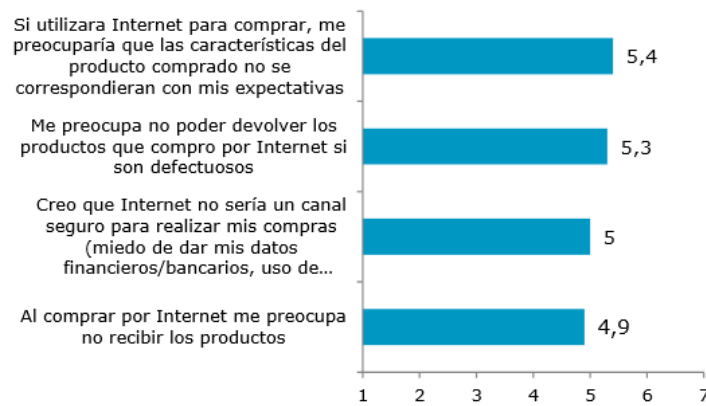 Si utilizara Internet para comprar, me
preocuparía que las características del
producto comprado no se
correspondieran con mis expectativas
5,4
Me preocupa no poder devolver los
productos que compro por Internet si
son defectuosos
5,3
Creo que Internet no sería un canal
seguro para realizar mis compras
(miedo de dar mis datos
financieros/bancarios, uso de…
5
Al comprar por Internet me preocupa
no recibir los productos
4,9
1 2 3 4 5 6 7